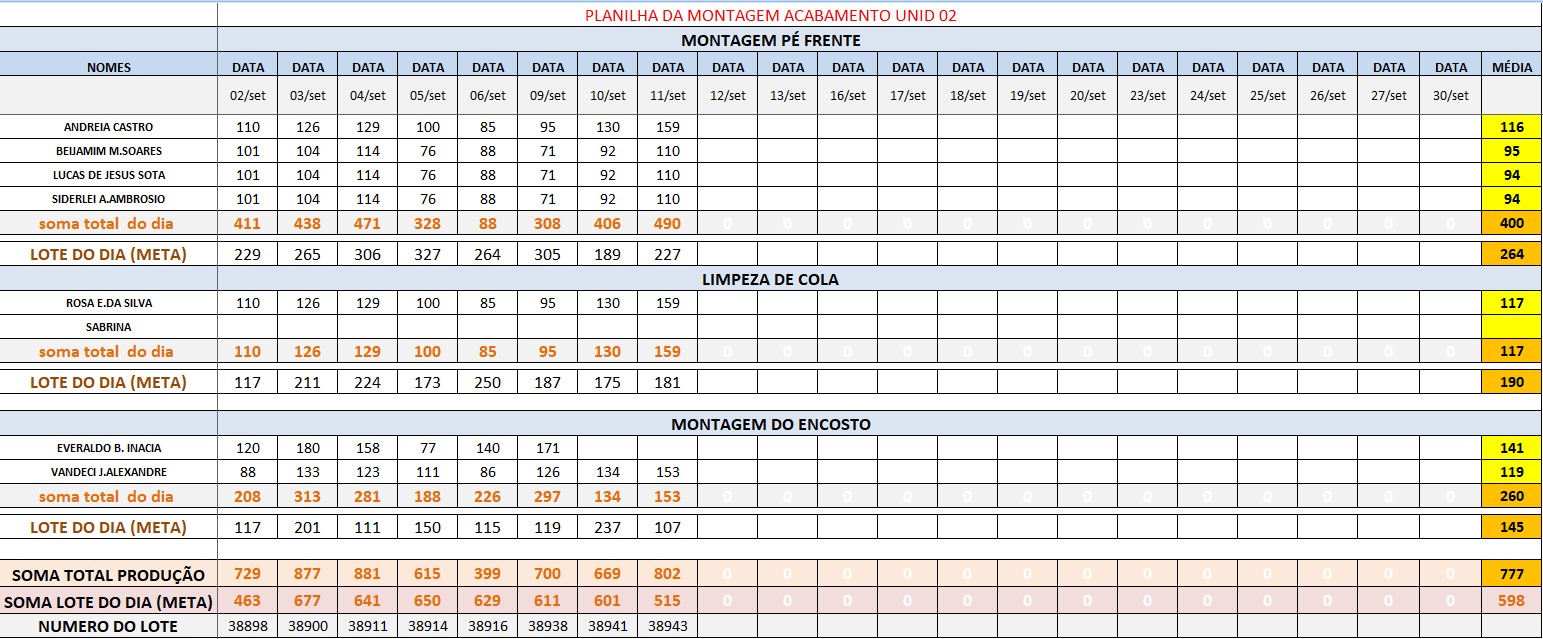 PLANILHA DA MONTAGEM ACABAMENTO UNID 02
MONTAGEM PÉ FRENTE
NOMES DATA DATA DATA DATA DATA DATA DATA DATA DATA DATA DATA DATA DATA DATA DATA DATA DATA DATA DATA DATA DATA MÉDIA
02/set 03/set 04/set 05/set 06/set 09/set 10/set 11/set 12/set 13/set 16/set 17/set 18/set 19/set 20/set 23/set 24/set 25/set 26/set 27/set 30/set
ANDREIA CASTRO 110 126 129 100 85 95 130 159 116
BEIJAMIM M.SOARES 101 104 114 76 88 71 92 110 95
LUCAS DE JESUS SOTA 101 104 114 76 88 71 92 110 94
SIDERLEI A.AMBROSIO 101 104 114 76 88 71 92 110 94
soma total do dia 411 438 471 328 88 308 406 490 0 0 0 0 0 0 0 0 0 0 0 0 0 400
LOTE DO DIA (META) 229 265 306 327 264 305 189 227 264
LIMPEZA DE COLA
ROSA E.DA SILVA 110 126 129 100 85 95 130 159 117
SABRINA
soma total do dia 110 126 129 100 85 95 130 159 0 0 0 0 0 0 0 0 0 0 0 0 0 117
LOTE DO DIA (META) 117 211 224 173 250 187 175 181 190
MONTAGEM DO ENCOSTO
EVERALDO B. INACIA 120 180 158 77 140 171 141
VANDECI J.ALEXANDRE 88 133 123 111 86 126 134 153 119
soma total do dia 208 313 281 188 226 297 134 153 0 0 0 0 0 0 0 0 0 0 0 0 0 260
LOTE DO DIA (META) 117 201 111 150 115 119 237 107 145
SOMA TOTAL PRODUÇÃO 729 877 881 615 399 700 669 802 0 0 0 0 0 0 0 0 0 0 0 0 0 777
SOMA LOTE DO DIA (META) 463 677 641 650 629 611 601 515 0 0 0 0 0 0 0 0 0 0 0 0 0 598
NUMERO DO LOTE 38898 38900 38911 38914 38916 38938 38941 38943